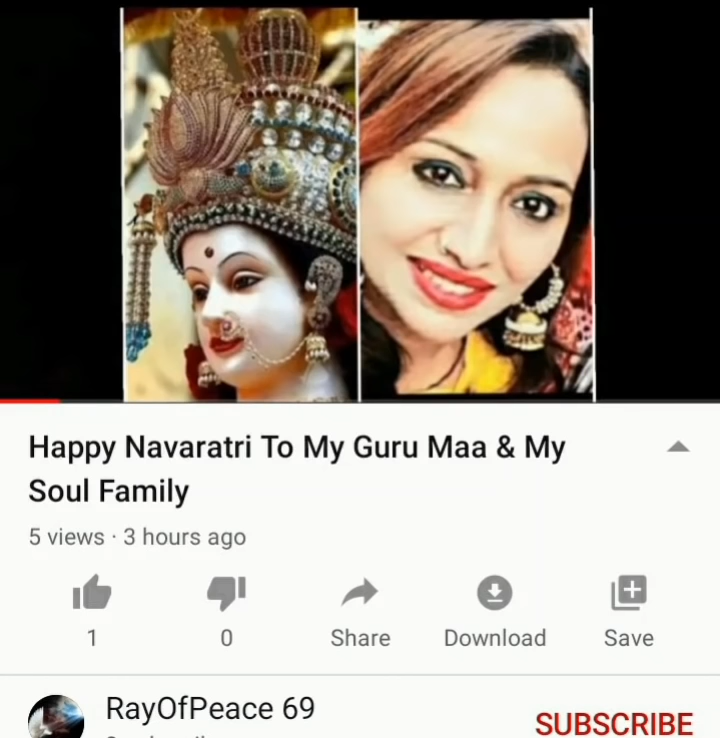 Happy Navaratri To My Guru Maa & My
Soul Family
5 views · 3 hours ago
1
0
Share
Download
Save
RayOfPeace 69
SUBSCRIBE